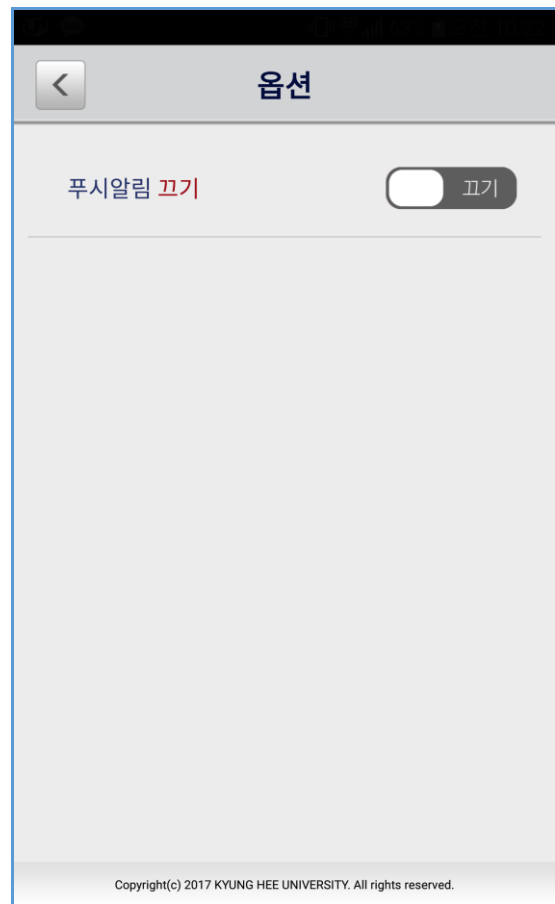 옵션
푸시알림 끄기
끄기
Copyright(c) 2017 KYUNG HEE UNIVERSITY. All rights reserved.